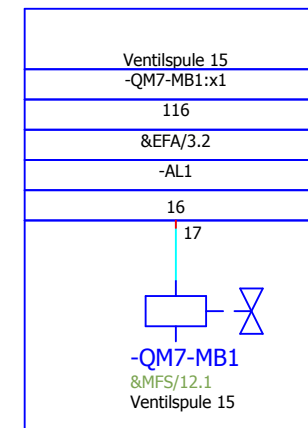 Ventilspule 15
-QM7-MB1:x1
116
&EFA/3.2
-AL1
16
17
-QM7-MB1
&MFS/12.1
Ventilspule 15